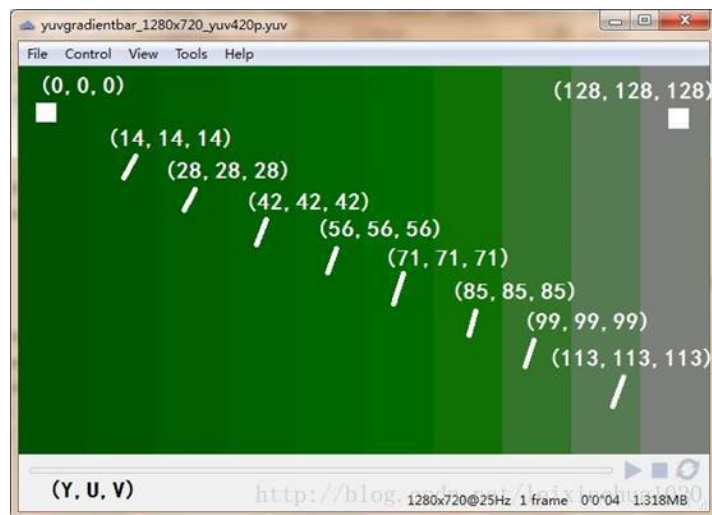 yuvgradientbar_1280x720_yuv420p.yuv
File Control View Tools Help
(0, 0, 0)
(128, 128, 128)
(14, 14, 14)
(28, 28, 28)
(42, 42, 42)
(56, 56, 56)
(71, 71, 71)
(85, 85, 85)
(99, 99, 99)
(113, 113, 113)
(Y, U, V)
http://blog.
1280x720@25Hz 1 frame 0'0'04 1.318MB